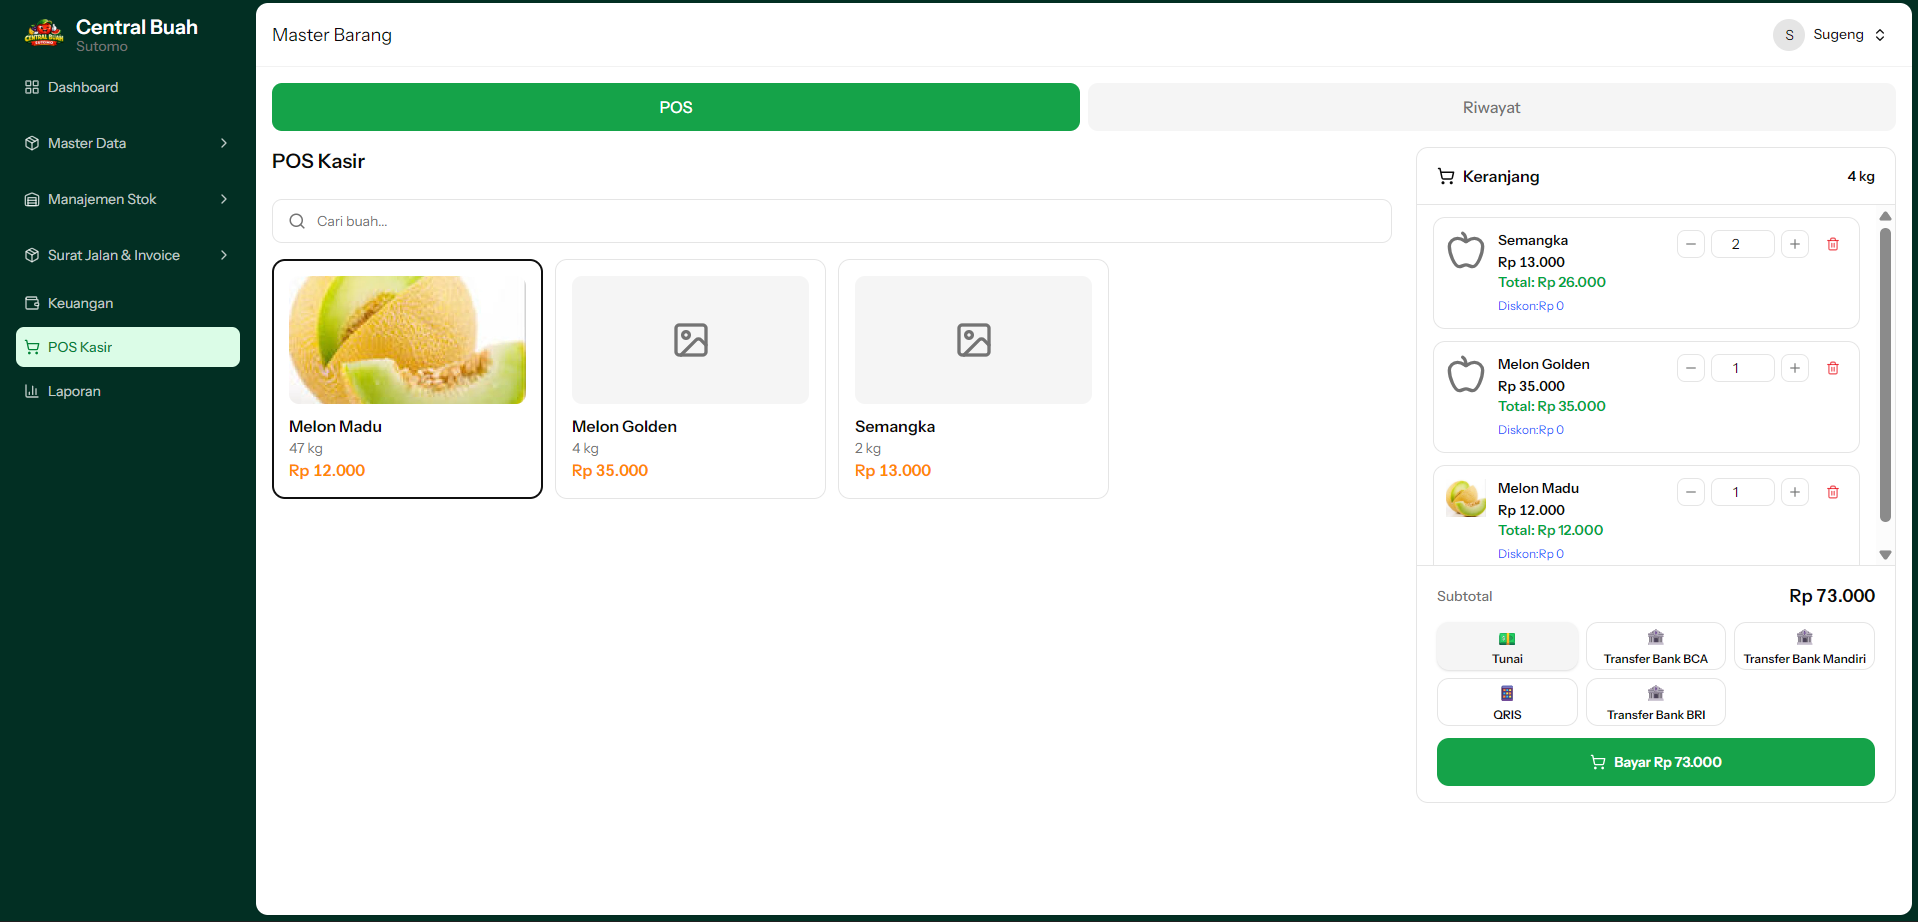 Central Buah
Sutomo
Dashboard
Master Data
Manajemen Stok
Surat Jalan & Invoice
Keuangan
POS Kasir
Laporan
Master Barang
S Sugeng
POS
Riwayat
POS Kasir
Cari buah...
Melon Madu
47 kg
Rp 12.000
Melon Golden
4 kg
Rp 35.000
Semangka
2 kg
Rp 13.000
Keranjang 4 kg
Semangka
Rp 13.000
Total: Rp 26.000
Diskon:Rp 0
2
Melon Golden
Rp 35.000
Total: Rp 35.000
Diskon:Rp 0
1
Melon Madu
Rp 12.000
Total: Rp 12.000
Diskon:Rp 0
1
Subtotal Rp 73.000
Tunai
Transfer Bank BCA
Transfer Bank Mandiri
QRIS
Transfer Bank BRI
Bayar Rp 73.000
CENTRAL BUAH
SUTOMO